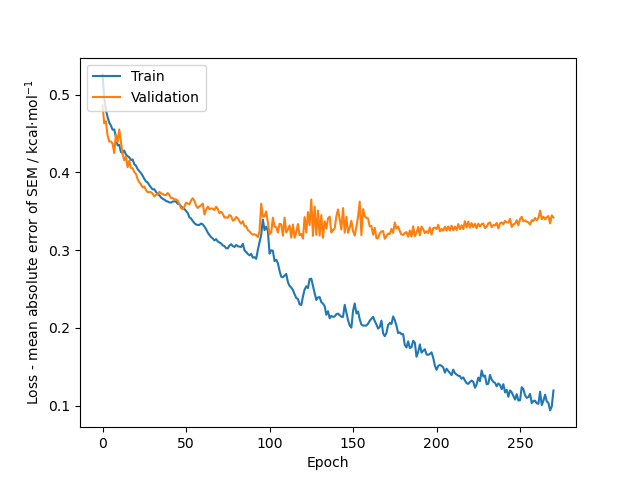 Train
Validation
0.5
0.4
0.3
0.2
0.1
Loss - mean absolute error of SEM / kcal·mol⁻¹
0 50 100 150 200 250
Epoch